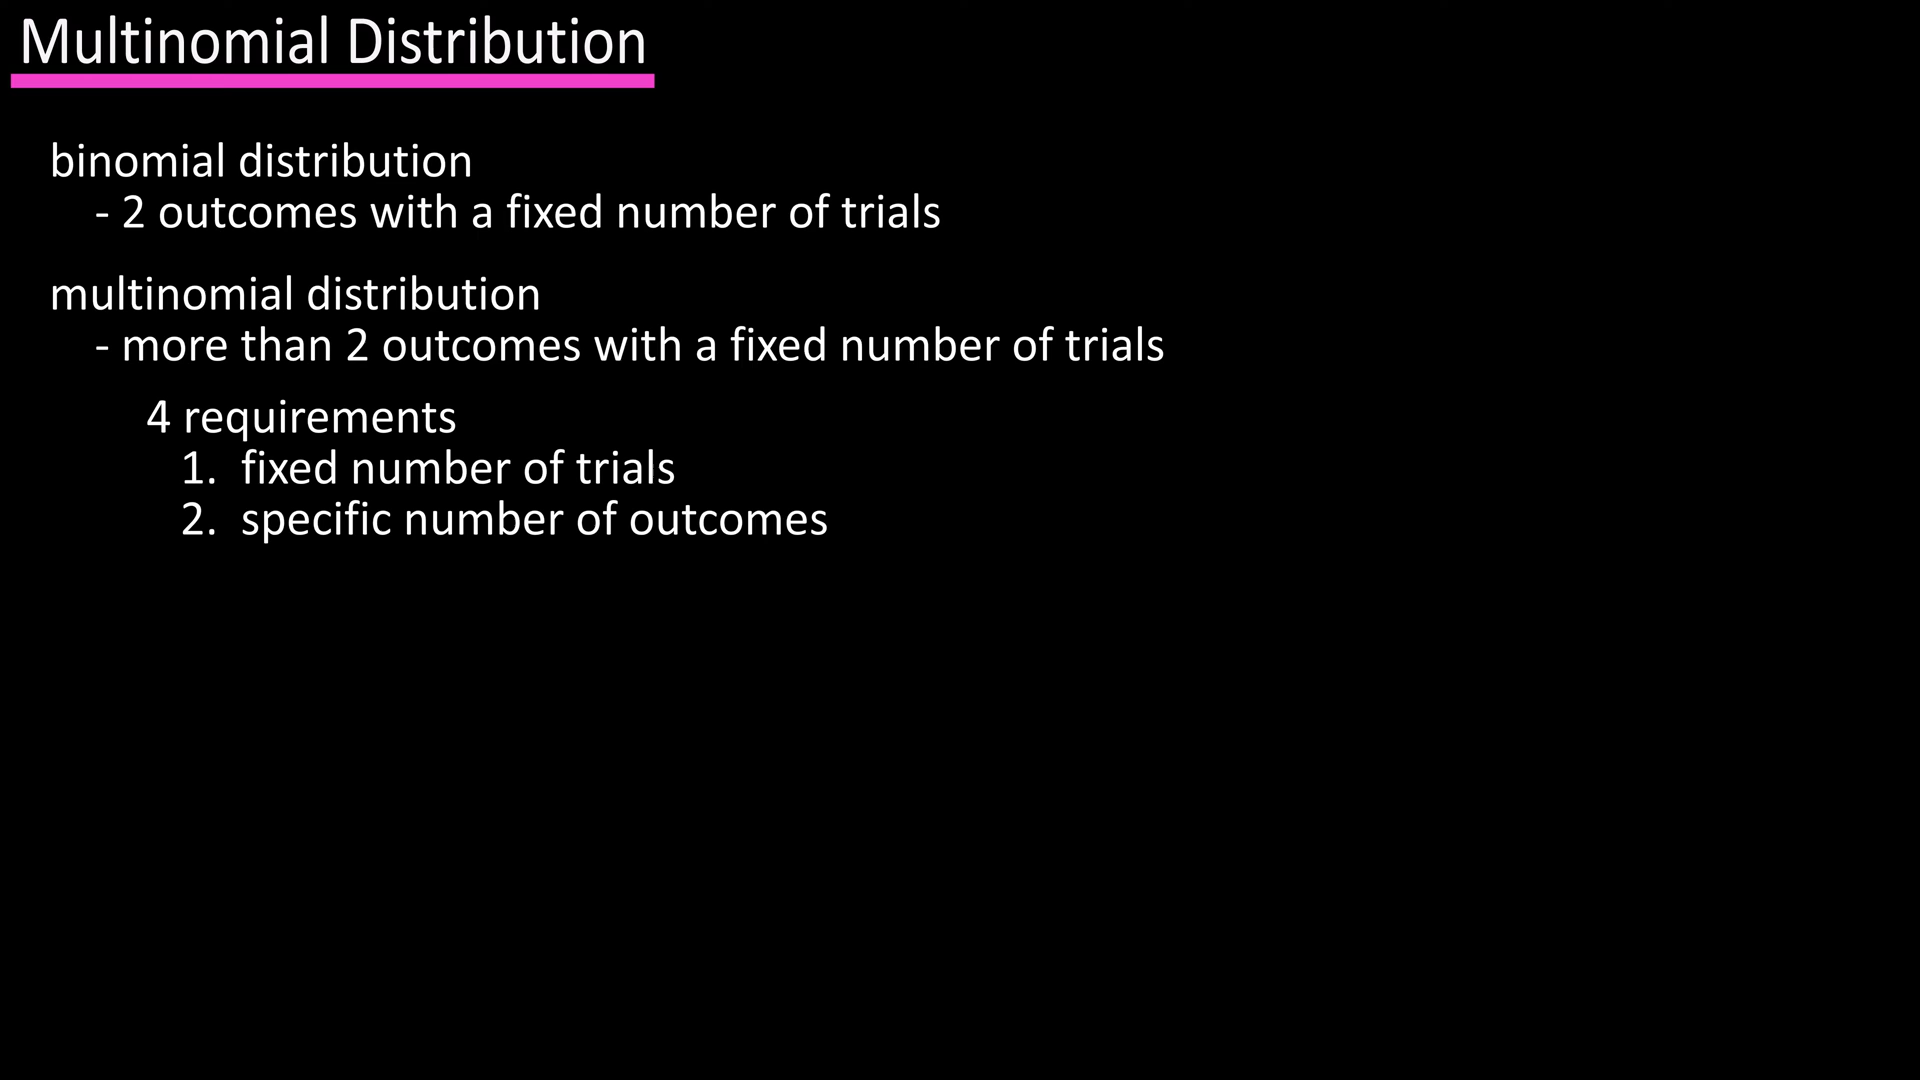 Multinomial Distribution
binomial distribution
- 2 outcomes with a fixed number of trials
multinomial distribution
- more than 2 outcomes with a fixed number of trials
4 requirements
1. fixed number of trials
2. specific number of outcomes